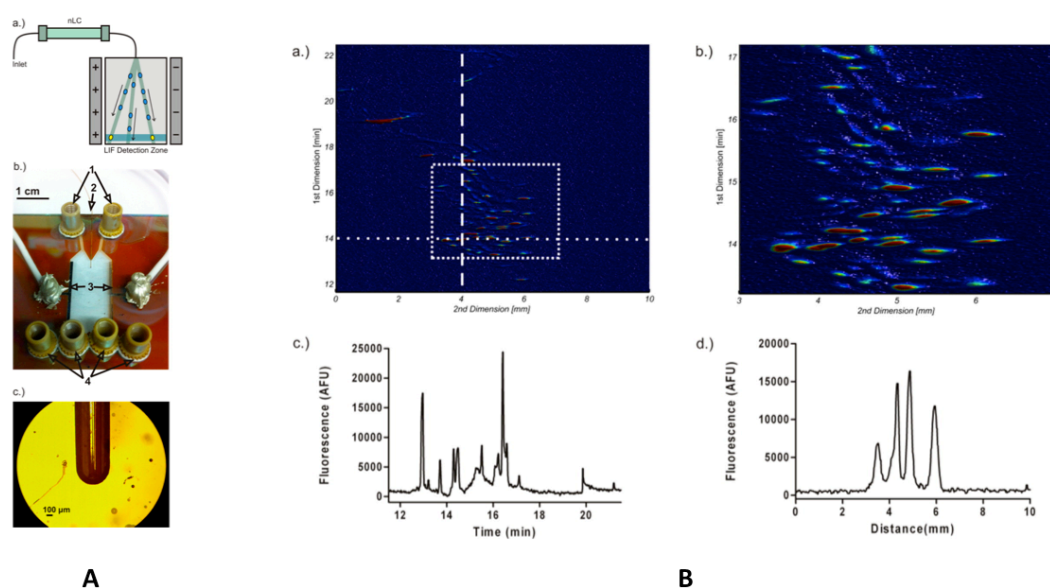 a.)
nLC
Inlet
+ −
+ −
+ −
+ −
LIF Detection Zone
b.)
1
1 cm
2
3
4
c.)
100 µm
A
a.)
22
20
18
16
14
12
1st Dimension [min]
0 2 4 6 8 10
2nd Dimension [mm]
b.)
17
16
15
14
1st Dimension [min]
3 4 5 6
2nd Dimension [mm]
c.)
25000
20000
15000
10000
5000
0
Fluorescence (AFU)
12 14 16 18 20
Time (min)
d.)
20000
15000
10000
5000
0
Fluorescence (AFU)
0 2 4 6 8 10
Distance(mm)
B